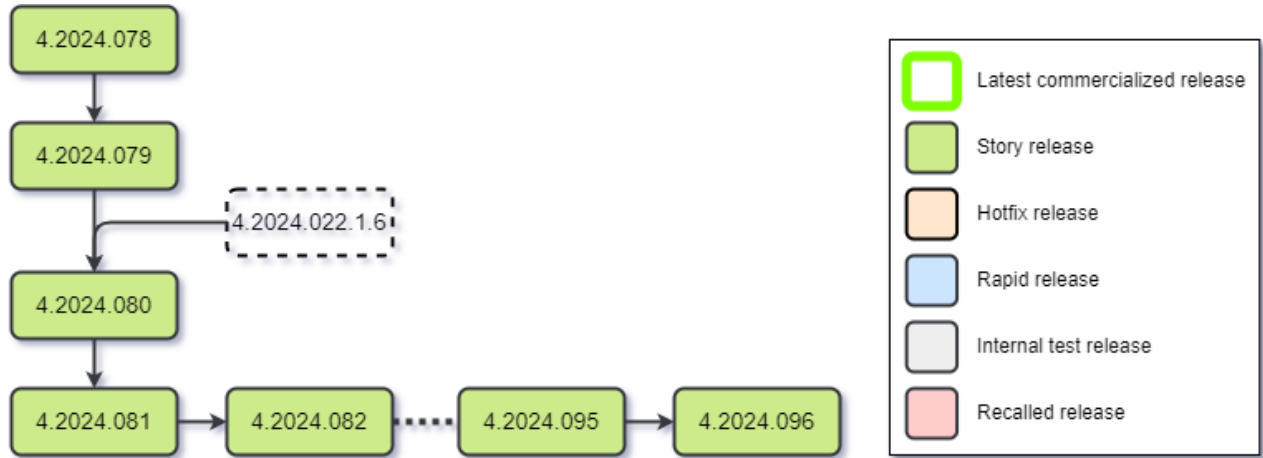 4.2024.078
4.2024.079
4.2024.022.1.6
4.2024.080
4.2024.081
4.2024.082
4.2024.095
4.2024.096
Latest commercialized release
Story release
Hotfix release
Rapid release
Internal test release
Recalled release